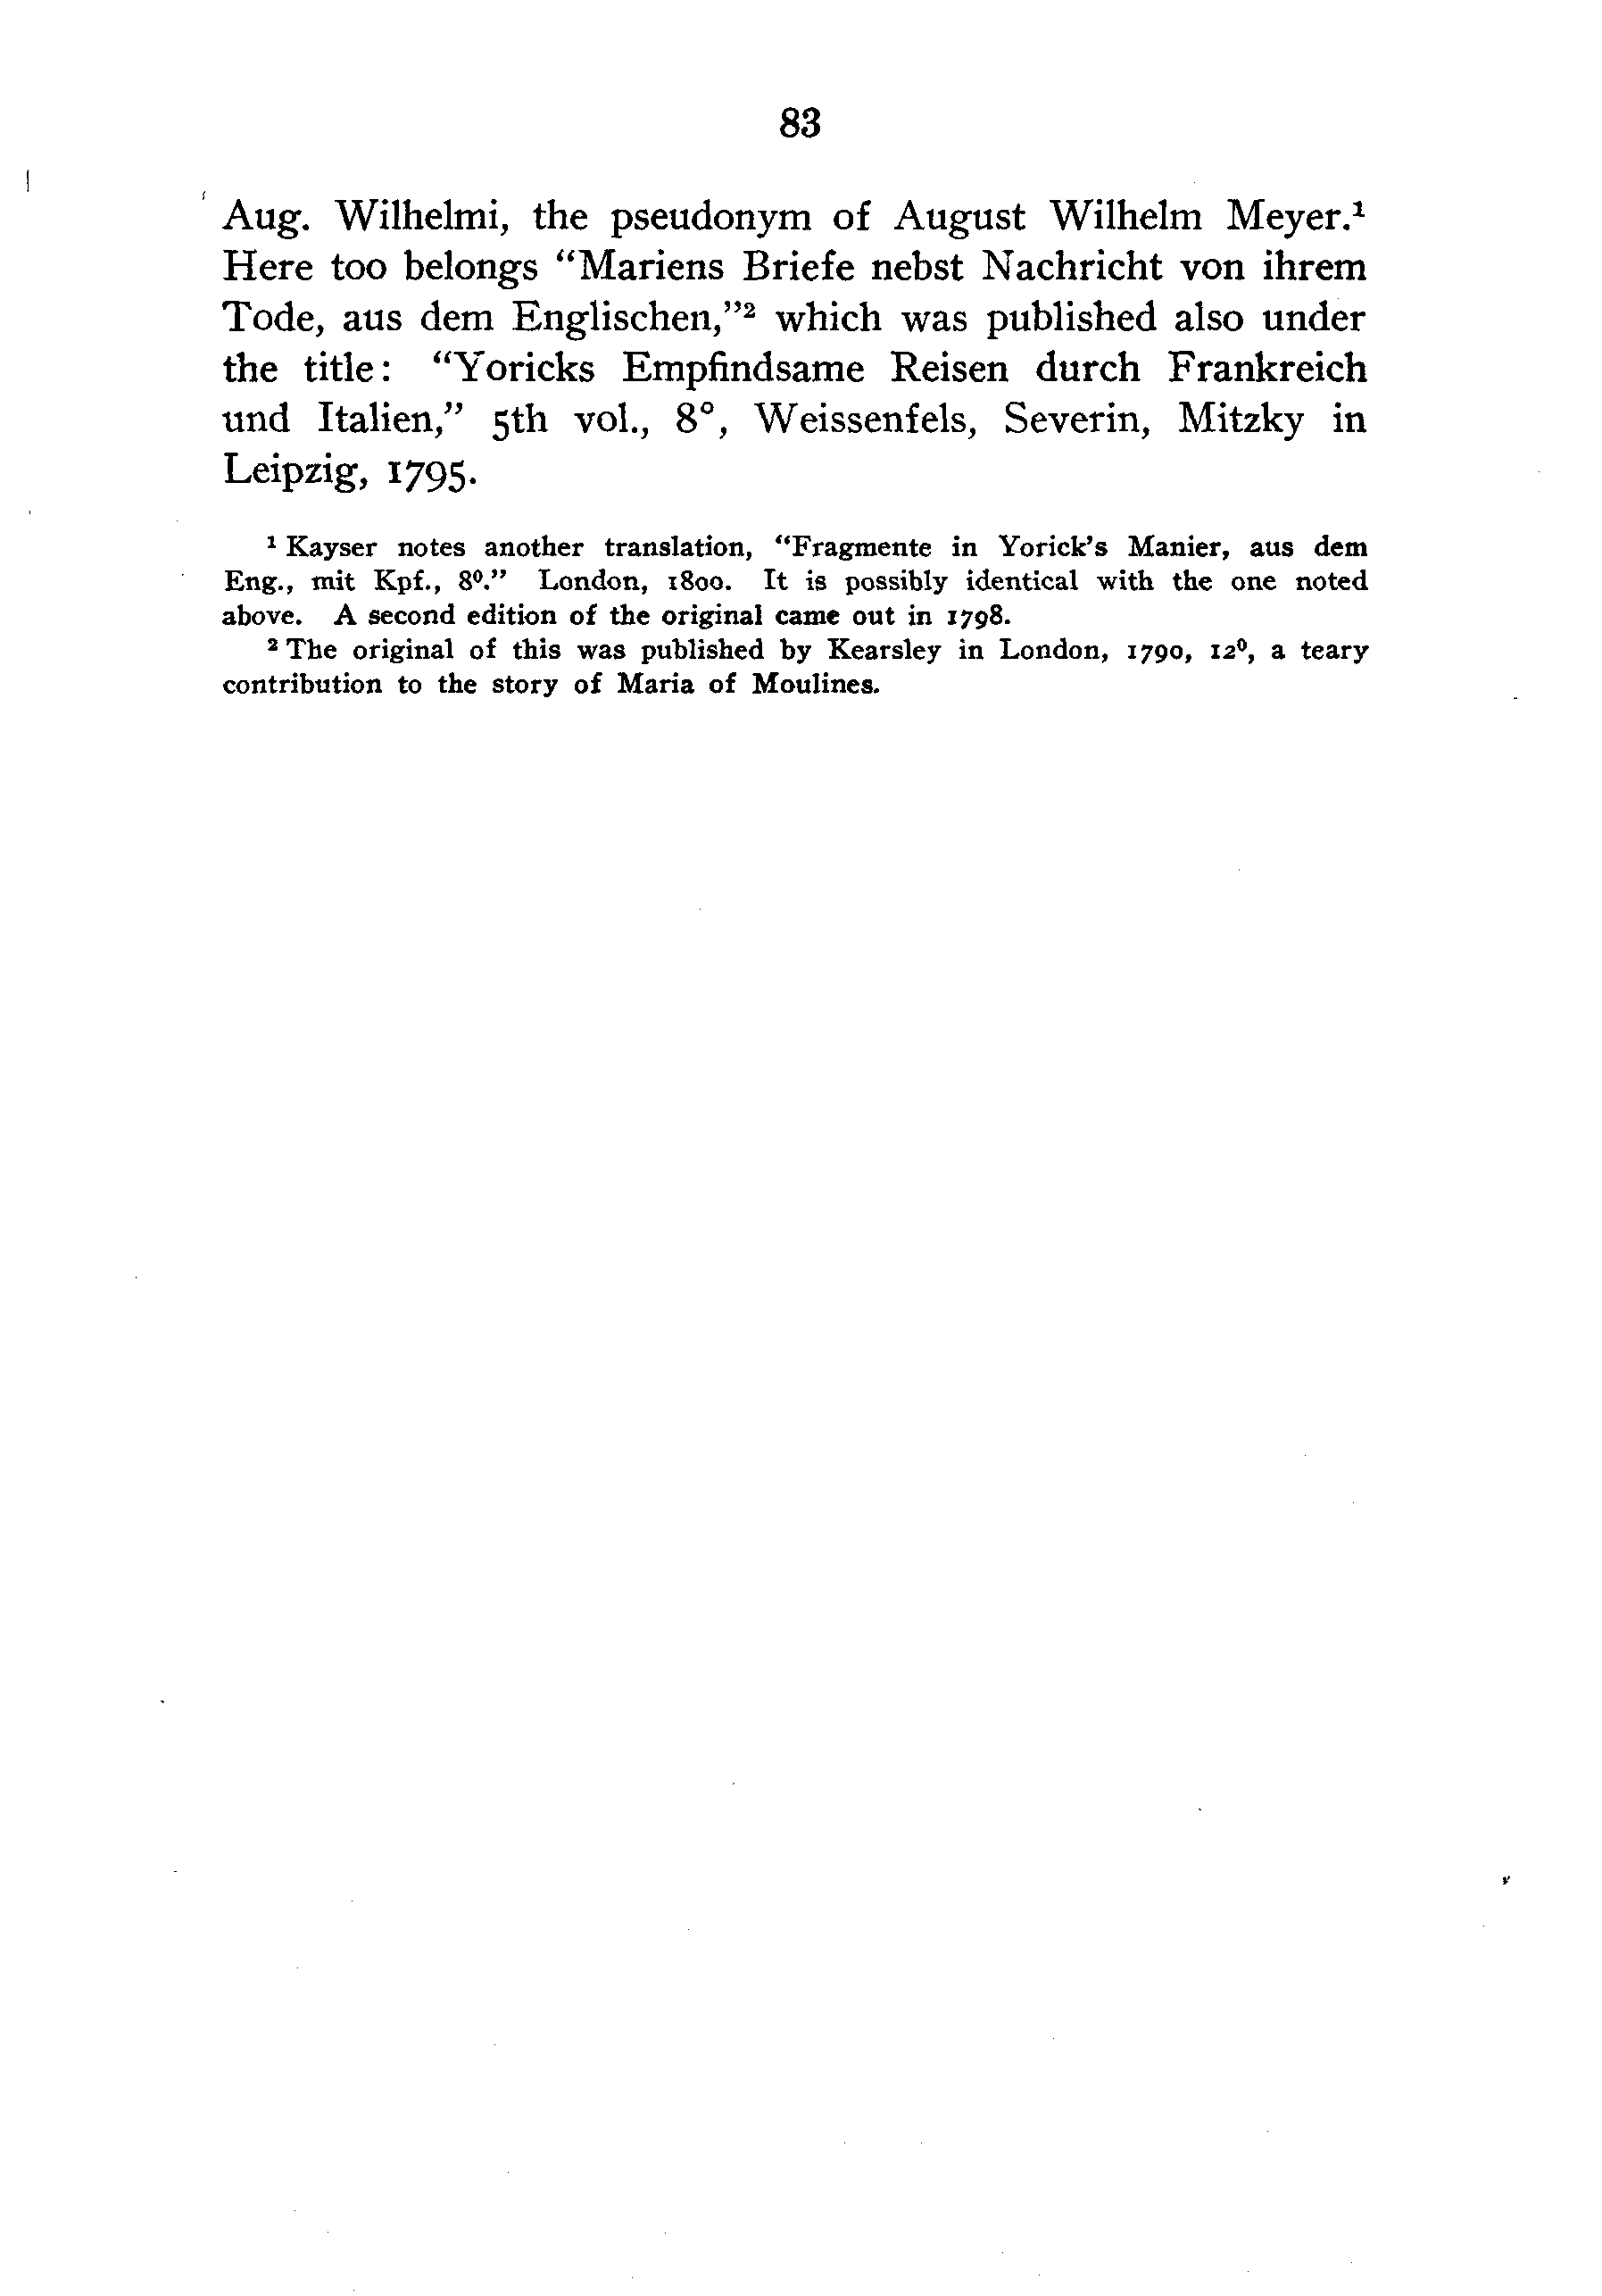 83
Aug. Wilhelmi, the pseudonym of August Wilhelm Meyer.¹
Here too belongs “Mariens Briefe nebst Nachricht von ihrem
Tode, aus dem Englischen,”² which was published also under
the title: “Yoricks Empfindsame Reisen durch Frankreich
und Italien,” 5th vol., 8°, Weissenfels, Severin, Mitzky in
Leipzig, 1795.
¹ Kayser notes another translation, “Fragmente in Yorick’s Manier, aus dem
Eng., mit Kpf., 8⁰.” London, 1800. It is possibly identical with the one noted
above. A second edition of the original came out in 1798.
² The original of this was published by Kearsley in London, 1790, 12⁰, a teary
contribution to the story of Maria of Moulines.